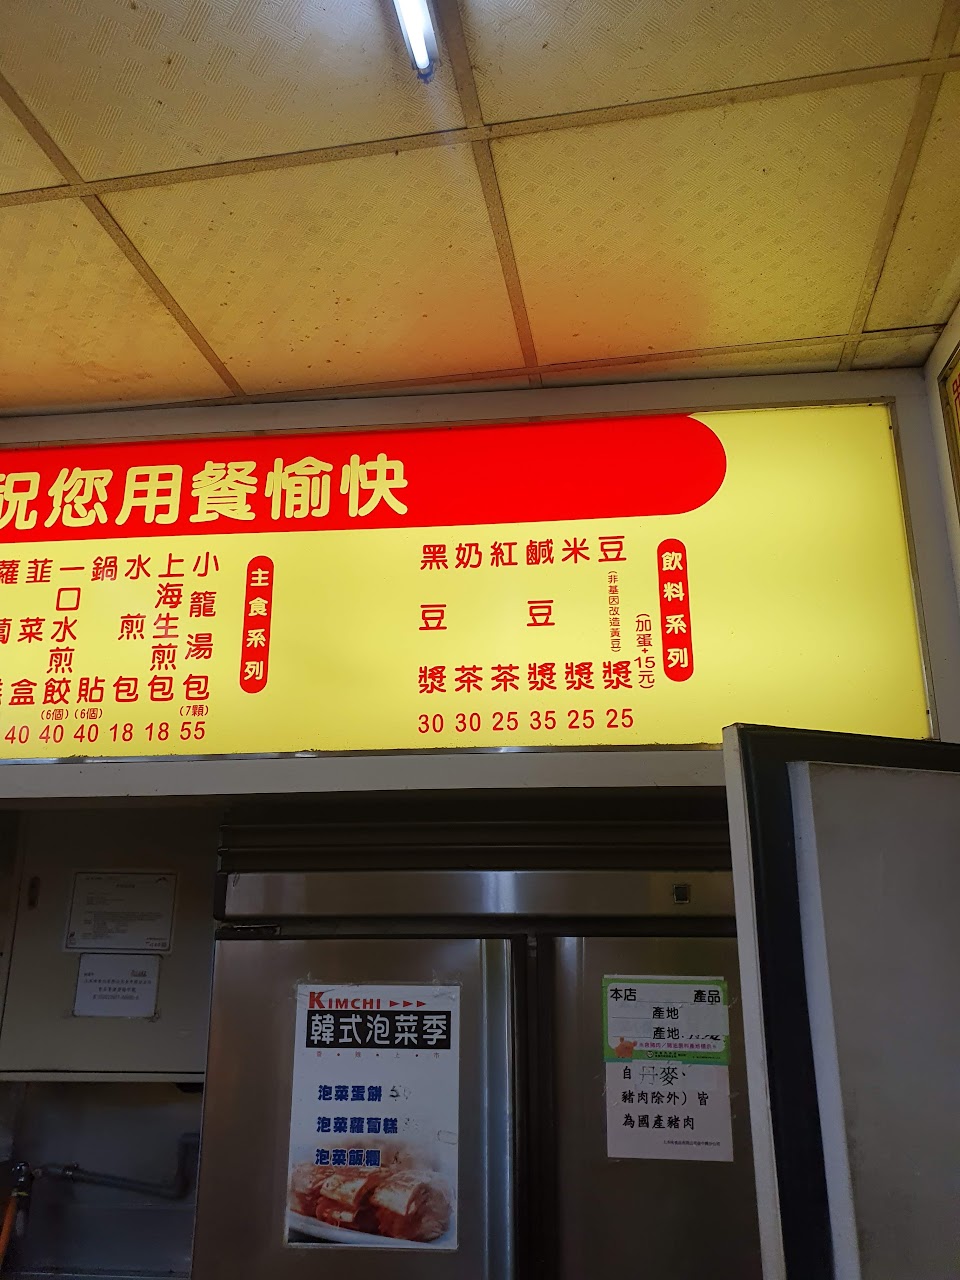 祝您用餐愉快
飲料系列
(加蛋+15元)
豆漿 25
(非基因改造黃豆)
米漿 25
鹹豆漿 35
紅茶 25
奶茶 30
黑豆漿 30
主食系列
小籠湯包 55
(7顆)
上海生煎包 18
水煎包 18
鍋貼 40
(6個)
一口水煎餃 40
(6個)
韮菜盒 40
蘿蔔
KIMCHI
韓式泡菜季
泡菜蛋餅
泡菜蘿蔔糕
泡菜飯糰
本店 產品
產地
產地
自丹麥、
豬肉除外)皆
為國產豬肉